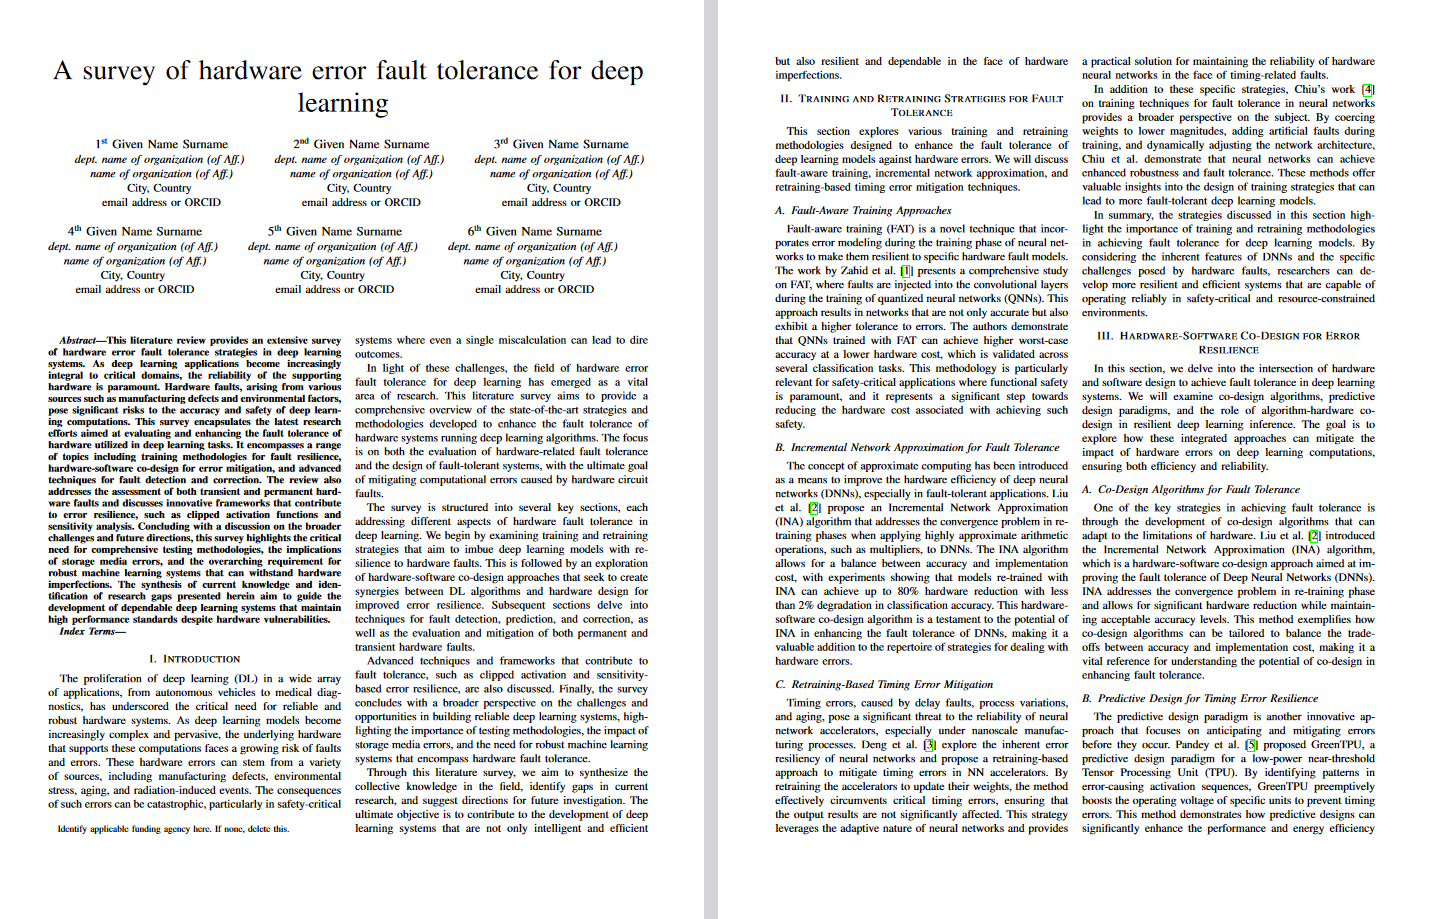 A survey of hardware error fault tolerance for deep
learning
1st Given Name Surname
dept. name of organization (of Aff.)
name of organization (of Aff.)
City, Country
email address or ORCID
2nd Given Name Surname
dept. name of organization (of Aff.)
name of organization (of Aff.)
City, Country
email address or ORCID
3rd Given Name Surname
dept. name of organization (of Aff.)
name of organization (of Aff.)
City, Country
email address or ORCID
4th Given Name Surname
dept. name of organization (of Aff.)
name of organization (of Aff.)
City, Country
email address or ORCID
5th Given Name Surname
dept. name of organization (of Aff.)
name of organization (of Aff.)
City, Country
email address or ORCID
6th Given Name Surname
dept. name of organization (of Aff.)
name of organization (of Aff.)
City, Country
email address or ORCID
Abstract—This literature review provides an extensive survey
of hardware error fault tolerance strategies in deep learning
systems. As deep learning applications become increasingly
integral to critical domains, the reliability of the supporting
hardware is paramount. Hardware faults, arising from various
sources such as manufacturing defects and environmental factors,
pose significant risks to the accuracy and safety of deep learn-
ing computations. This survey encapsulates the latest research
efforts aimed at evaluating and enhancing the fault tolerance of
hardware utilized in deep learning tasks. It encompasses a range
of topics including training methodologies for fault resilience,
hardware-software co-design for error mitigation, and advanced
techniques for fault detection and correction. The review also
addresses the assessment of both transient and permanent hard-
ware faults and discusses innovative frameworks that contribute
to error resilience, such as clipped activation functions and
sensitivity analysis. Concluding with a discussion on the broader
challenges and future directions, this survey highlights the critical
need for comprehensive testing methodologies, the implications
of storage media errors, and the overarching requirement for
robust machine learning systems that can withstand hardware
imperfections. The synthesis of current knowledge and iden-
tification of research gaps presented herein aim to guide the
development of dependable deep learning systems that maintain
high performance standards despite hardware vulnerabilities.
Index Terms—
I. INTRODUCTION
The proliferation of deep learning (DL) in a wide array
of applications, from autonomous vehicles to medical diag-
nostics, has underscored the critical need for reliable and
robust hardware systems. As deep learning models become
increasingly complex and pervasive, the underlying hardware
that supports these computations faces a growing risk of faults
and errors. These hardware errors can stem from a variety
of sources, including manufacturing defects, environmental
stress, aging, and radiation-induced events. The consequences
of such errors can be catastrophic, particularly in safety-critical
Identify applicable funding agency here. If none, delete this.
systems where even a single miscalculation can lead to dire
outcomes.
In light of these challenges, the field of hardware error
fault tolerance for deep learning has emerged as a vital
area of research. This literature survey aims to provide a
comprehensive overview of the state-of-the-art strategies and
methodologies developed to enhance the fault tolerance of
hardware systems running deep learning algorithms. The focus
is on both the evaluation of hardware-related fault tolerance
and the design of fault-tolerant systems, with the ultimate goal
of mitigating computational errors caused by hardware circuit
faults.
The survey is structured into several key sections, each
addressing different aspects of hardware fault tolerance in
deep learning. We begin by examining training and retraining
strategies that aim to imbue deep learning models with re-
silience to hardware faults. This is followed by an exploration
of hardware-software co-design approaches that seek to create
synergies between DL algorithms and hardware design for
improved error resilience. Subsequent sections delve into
techniques for fault detection, prediction, and correction, as
well as the evaluation and mitigation of both permanent and
transient hardware faults.
Advanced techniques and frameworks that contribute to
fault tolerance, such as clipped activation and sensitivity-
based error resilience, are also discussed. Finally, the survey
concludes with a broader perspective on the challenges and
opportunities in building reliable deep learning systems, high-
lighting the importance of testing methodologies, the impact of
storage media errors, and the need for robust machine learning
systems that encompass hardware fault tolerance.
Through this literature survey, we aim to synthesize the
collective knowledge in the field, identify gaps in current
research, and suggest directions for future investigation. The
ultimate objective is to contribute to the development of deep
learning systems that are not only intelligent and efficient
but also resilient and dependable in the face of hardware
imperfections.
II. TRAINING AND RETRAINING STRATEGIES FOR FAULT
TOLERANCE
This section explores various training and retraining
methodologies designed to enhance the fault tolerance of
deep learning models against hardware errors. We will discuss
fault-aware training, incremental network approximation, and
retraining-based timing error mitigation techniques.
A. Fault-Aware Training Approaches
Fault-aware training (FAT) is a novel technique that incor-
porates error modeling during the training phase of neural net-
works to make them resilient to specific hardware fault models.
The work by Zahid et al. [1] presents a comprehensive study
on FAT, where faults are injected into the convolutional layers
during the training of quantized neural networks (QNNs). This
approach results in networks that are not only accurate but also
exhibit a higher tolerance to errors. The authors demonstrate
that QNNs trained with FAT can achieve higher worst-case
accuracy at a lower hardware cost, which is validated across
several classification tasks. This methodology is particularly
relevant for safety-critical applications where functional safety
is paramount, and it represents a significant step towards
reducing the hardware cost associated with achieving such
safety.
B. Incremental Network Approximation for Fault Tolerance
The concept of approximate computing has been introduced
as a means to improve the hardware efficiency of deep neural
networks (DNNs), especially in fault-tolerant applications. Liu
et al. [2] propose an Incremental Network Approximation
(INA) algorithm that addresses the convergence problem in re-
training phases when applying highly approximate arithmetic
operations, such as multipliers, to DNNs. The INA algorithm
allows for a balance between accuracy and implementation
cost, with experiments showing that models re-trained with
INA can achieve up to 80% hardware reduction with less
than 2% degradation in classification accuracy. This hardware-
software co-design algorithm is a testament to the potential of
INA in enhancing the fault tolerance of DNNs, making it a
valuable addition to the repertoire of strategies for dealing with
hardware errors.
C. Retraining-Based Timing Error Mitigation
Timing errors, caused by delay faults, process variations,
and aging, pose a significant threat to the reliability of neural
network accelerators, especially under nanoscale manufac-
turing processes. Deng et al. [3] explore the inherent error
resiliency of neural networks and propose a retraining-based
approach to mitigate timing errors in NN accelerators. By
retraining the accelerators to update their weights, the method
effectively circumvents critical timing errors, ensuring that
the output results are not significantly affected. This strategy
leverages the adaptive nature of neural networks and provides
a practical solution for maintaining the reliability of hardware
neural networks in the face of timing-related faults.
In addition to these specific strategies, Chiu's work [4]
on training techniques for fault tolerance in neural networks
provides a broader perspective on the subject. By coercing
weights to lower magnitudes, adding artificial faults during
training, and dynamically adjusting the network architecture,
Chiu et al. demonstrate that neural networks can achieve
enhanced robustness and fault tolerance. These methods offer
valuable insights into the design of training strategies that can
lead to more fault-tolerant deep learning models.
In summary, the strategies discussed in this section high-
light the importance of training and retraining methodologies
in achieving fault tolerance for deep learning models. By
considering the inherent features of DNNs and the specific
challenges posed by hardware faults, researchers can de-
velop more resilient and efficient systems that are capable of
operating reliably in safety-critical and resource-constrained
environments.
III. HARDWARE-SOFTWARE CO-DESIGN FOR ERROR
RESILIENCE
In this section, we delve into the intersection of hardware
and software design to achieve fault tolerance in deep learning
systems. We will examine co-design algorithms, predictive
design paradigms, and the role of algorithm-hardware co-
design in resilient deep learning inference. The goal is to
explore how these integrated approaches can mitigate the
impact of hardware errors on deep learning computations,
ensuring both efficiency and reliability.
A. Co-Design Algorithms for Fault Tolerance
One of the key strategies in achieving fault tolerance is
through the development of co-design algorithms that can
adapt to the limitations of hardware. Liu et al. [2] introduced
the Incremental Network Approximation (INA) algorithm,
which is a hardware-software co-design approach aimed at im-
proving the fault tolerance of Deep Neural Networks (DNNs).
INA addresses the convergence problem in re-training phase
and allows for significant hardware reduction while maintain-
ing acceptable accuracy levels. This method exemplifies how
co-design algorithms can be tailored to balance the trade-
offs between accuracy and implementation cost, making it a
vital reference for understanding the potential of co-design in
enhancing fault tolerance.
B. Predictive Design for Timing Error Resilience
The predictive design paradigm is another innovative ap-
proach that focuses on anticipating and mitigating errors
before they occur. Pandey et al. [5] proposed GreenTPU, a
predictive design paradigm for a low-power near-threshold
Tensor Processing Unit (TPU). By identifying patterns in
error-causing activation sequences, GreenTPU preemptively
boosts the operating voltage of specific units to prevent timing
errors. This method demonstrates how predictive designs can
significantly enhance the performance and energy efficiency